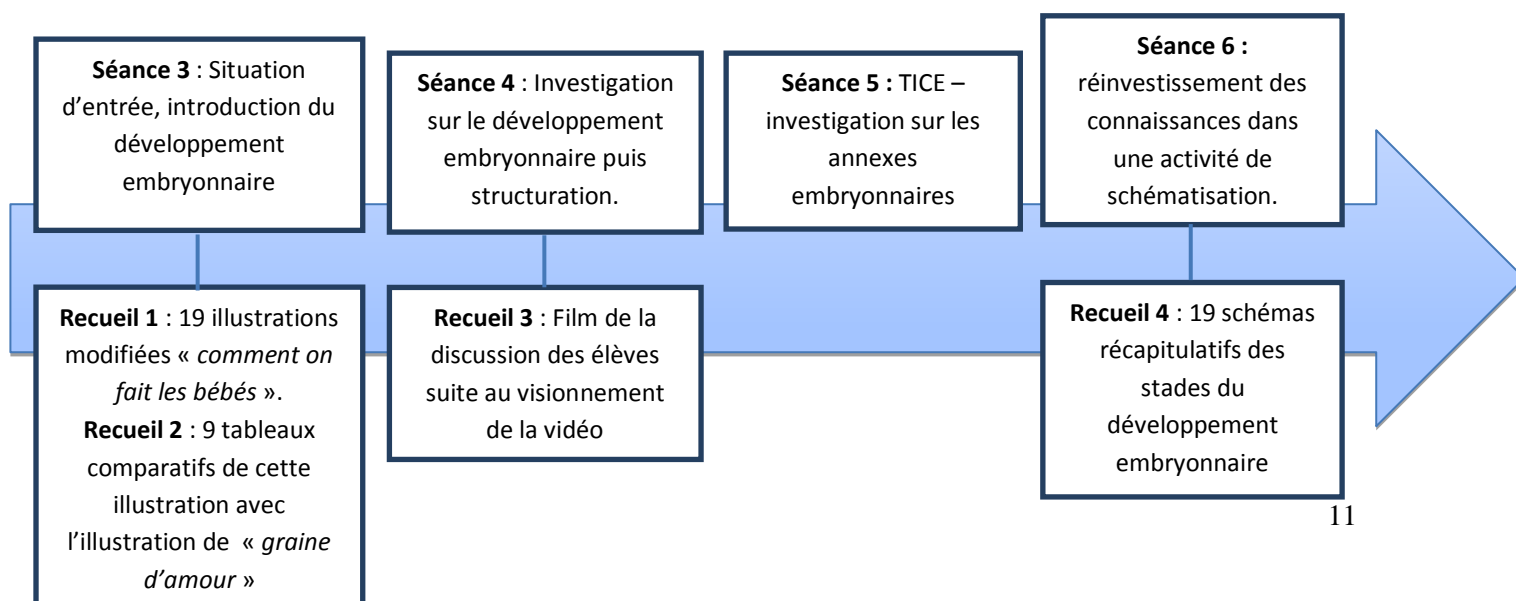 Séance 3 : Situation
d’entrée, introduction du
développement
embryonnaire
Séance 4 : Investigation
sur le développement
embryonnaire puis
structuration.
Séance 5 : TICE –
investigation sur les
annexes
embryonnaires
Séance 6 :
réinvestissement des
connaissances dans
une activité de
schématisation.
Recueil 1 : 19 illustrations
modifiées « comment on
fait les bébés ».
Recueil 2 : 9 tableaux
comparatifs de cette
illustration avec
l’illustration de « graine
d’amour »
Recueil 3 : Film de la
discussion des élèves
suite au visionnement
de la vidéo
Recueil 4 : 19 schémas
récapitulatifs des
stades du
développement
embryonnaire
11